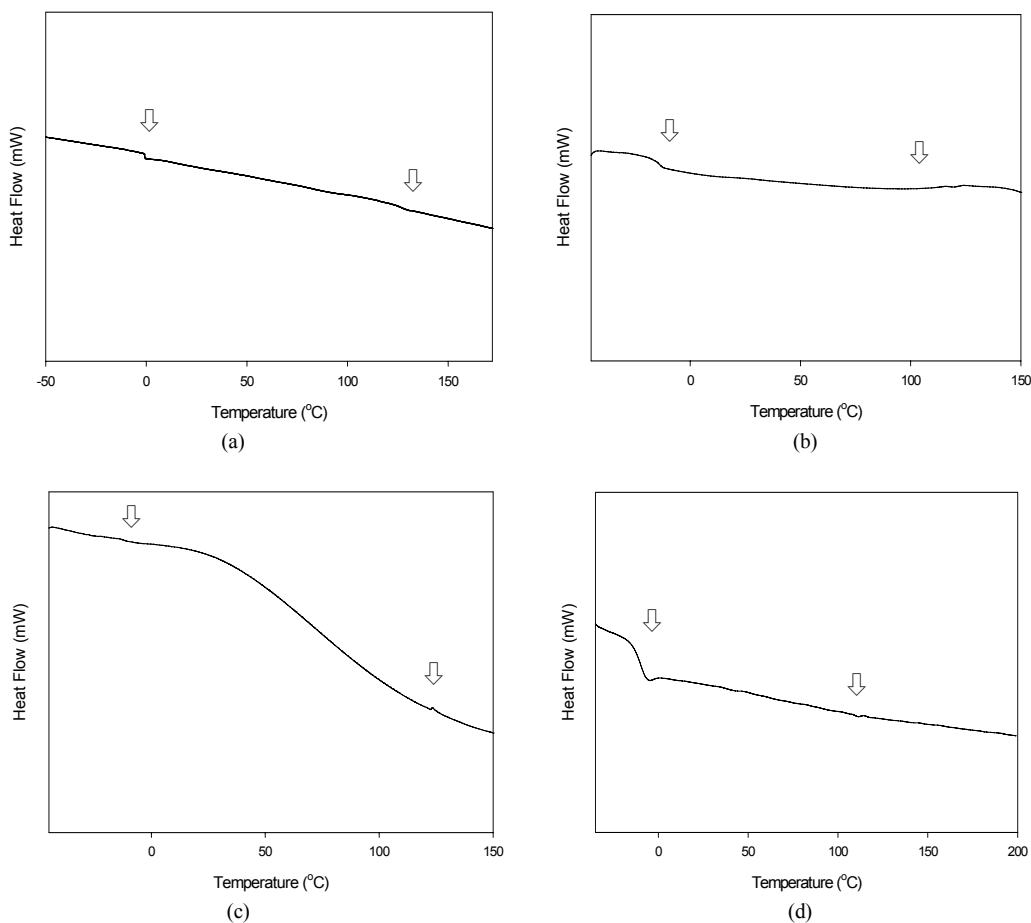 Heat Flow (mW)
-50 0 50 100 150
Temperature (°C)
(a)
Heat Flow (mW)
0 50 100 150
Temperature (°C)
(b)
Heat Flow (mW)
0 50 100 150
Temperature (°C)
(c)
Heat Flow (mW)
0 50 100 150 200
Temperature (°C)
(d)